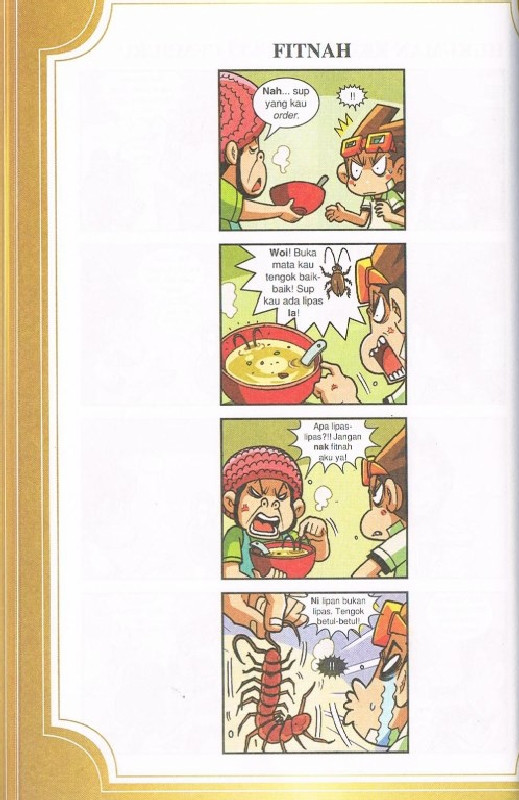 FITNAH
Nah... sup
yang kau
order.
!!
Woi! Buka
mata kau
tengok baik-
baik! Sup
kau ada lipas
la!
Apa lipas-
lipas?!! Jangan
nak fitnah
aku ya!
Ni lipan bukan
lipas. Tengok
betul-betul!
!!